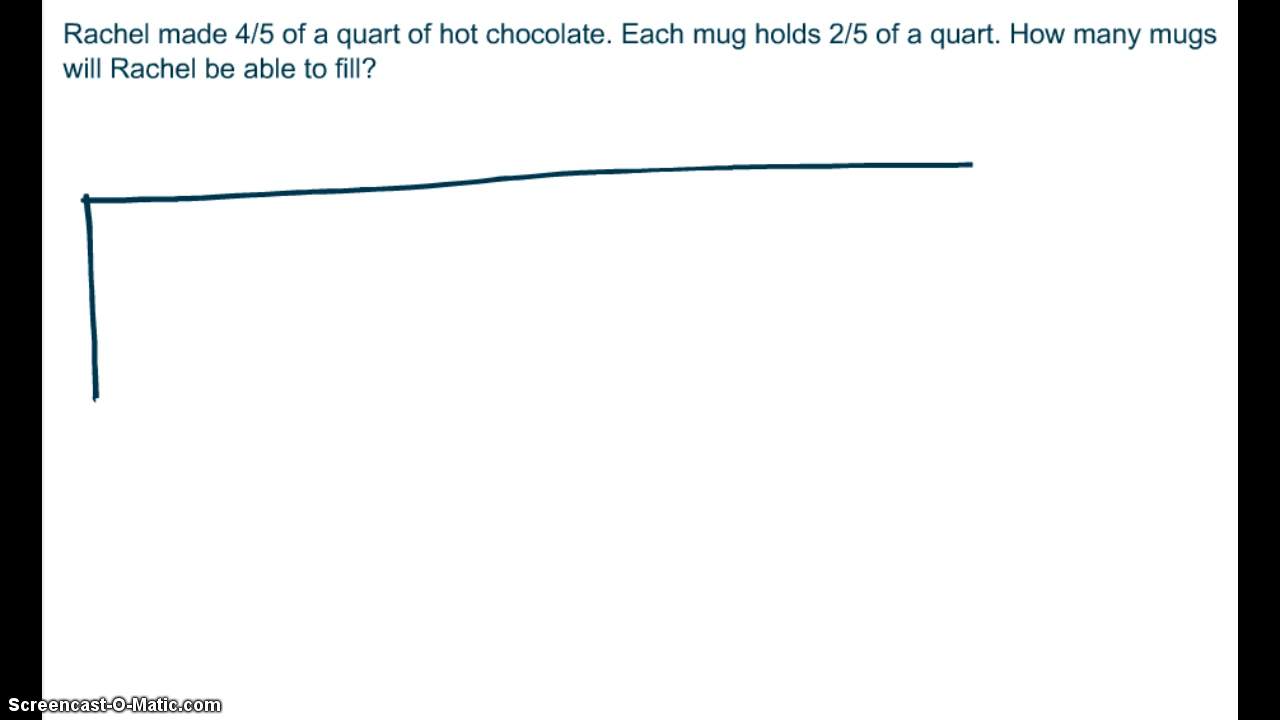 Rachel made 4/5 of a quart of hot chocolate. Each mug holds 2/5 of a quart. How many mugs
will Rachel be able to fill?
Screencast-O-Matic.com